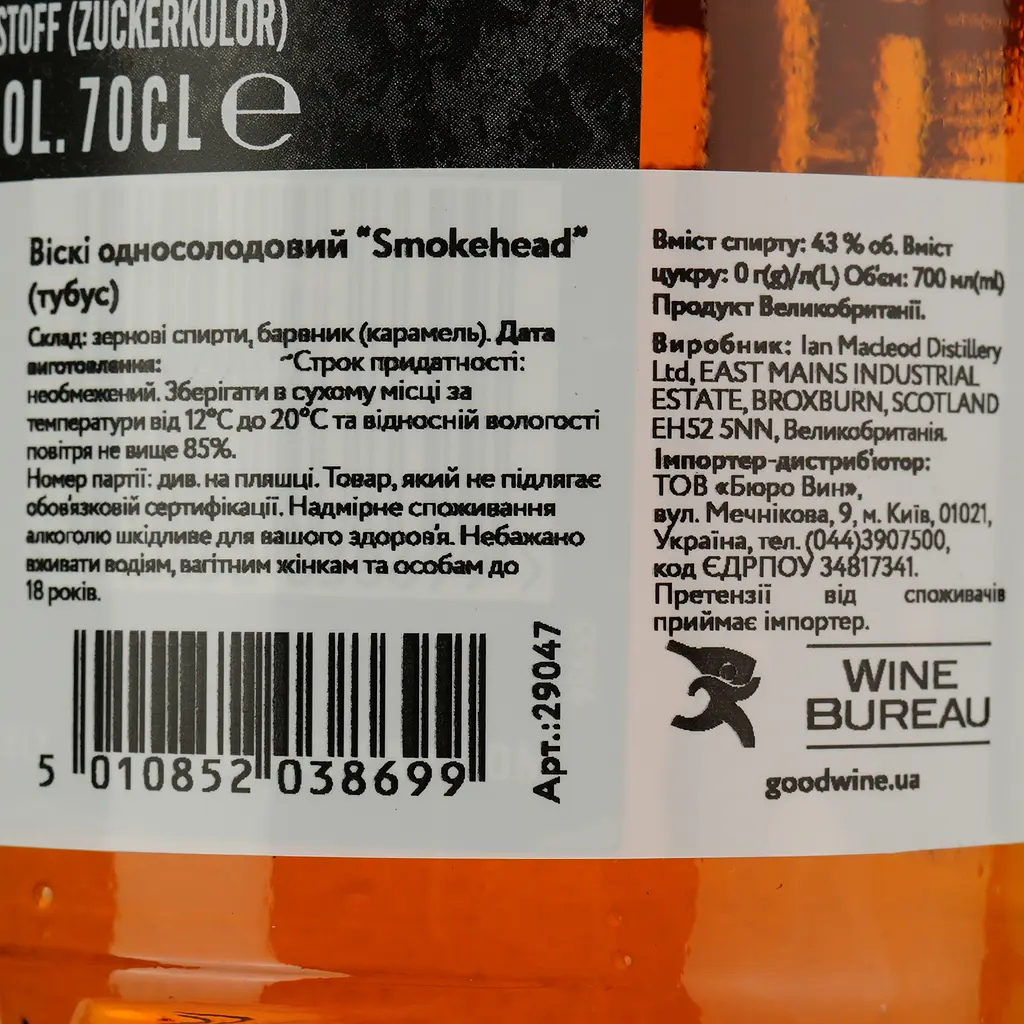 STOFF (ZUCKERKULÖR)
OL. 70CL e
Віскі односолодовий "Smokehead"
(тубус)
Склад: зернові спирти, барвник (карамель). Дата
виготовлення: Строк придатності:
необмежений. Зберігати в сухому місці за
температури від 12°C до 20°C та відносній вологості
повітря не вище 85%.
Номер партії: див. на пляшці. Товар, який не підлягає
обов'язковій сертифікації. Надмірне споживання
алкоголю шкідливе для вашого здоров'я. Небажано
вживати водіям, вагітним жінкам та особам до
18 років.
5 010852 038699
Арт.:29047
Вміст спирту: 43 % об. Вміст
цукру: 0 г(g)/л(L) Об'єм: 700 мл(ml)
Продукт Великобританії.
Виробник: Ian Macleod Distillery
Ltd, EAST MAINS INDUSTRIAL
ESTATE, BROXBURN, SCOTLAND
EH52 5NN, Великобританія.
Імпортер-дистриб'ютор:
ТОВ «Бюро Вин»,
вул. Мечнікова, 9, м. Київ, 01021,
Україна, тел. (044)3907500,
код ЄДРПОУ 34817341.
Претензії від споживачів
приймає імпортер.
WINE
BUREAU
goodwine.ua